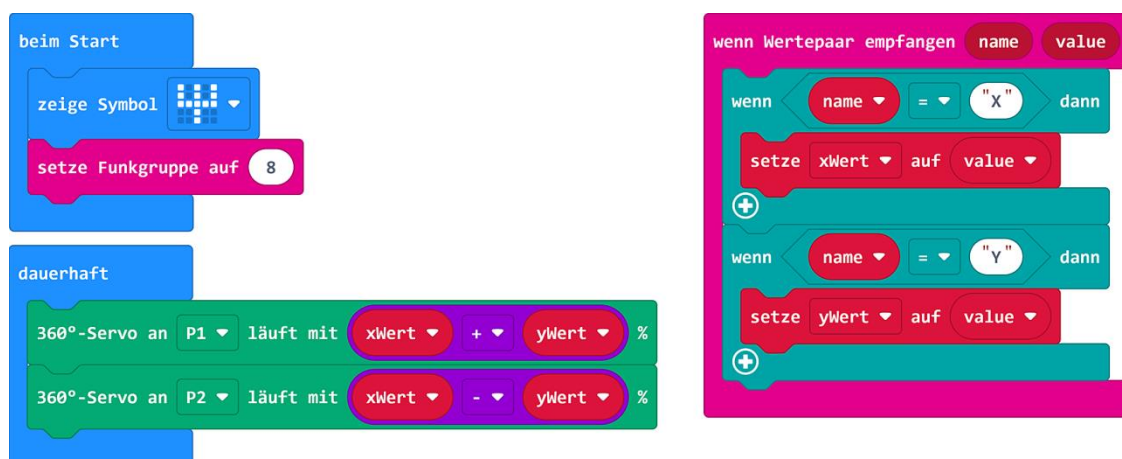 beim Start
zeige Symbol
setze Funkgruppe auf 8
dauerhaft
360°-Servo an P1 läuft mit xWert + yWert %
360°-Servo an P2 läuft mit xWert - yWert %
wenn Wertepaar empfangen name value
wenn name = "X" dann
setze xWert auf value
wenn name = "Y" dann
setze yWert auf value